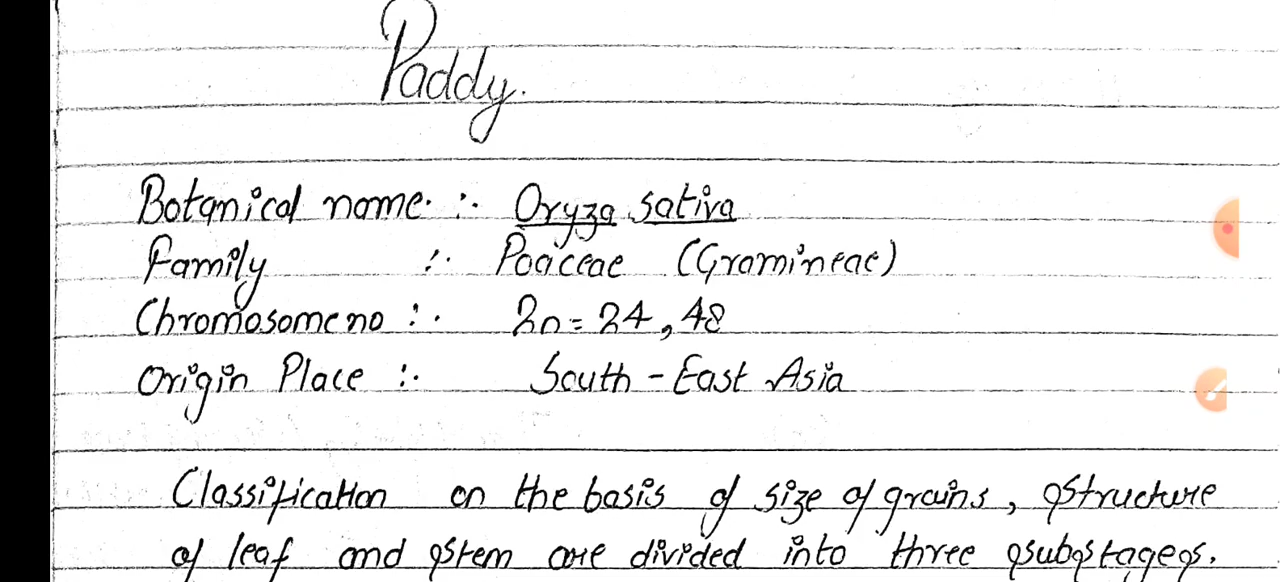 Paddy.
Botanical name. :- Oryza sativa
Family :- Poaceae (Gramineae)
Chromosome no :- 2n = 24, 48
Origin Place :- South-East Asia
Classification on the basis of size of grains, structure
of leaf and stem are divided into three substages.